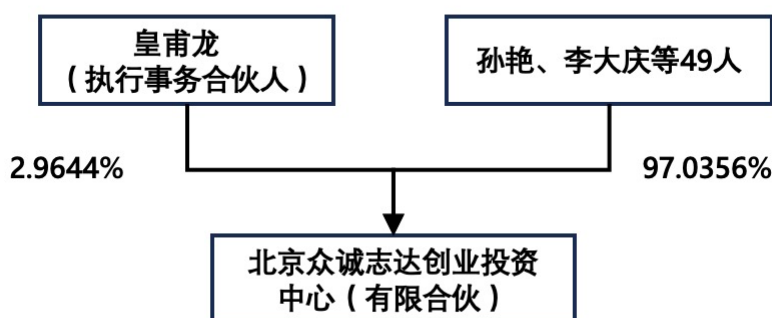 皇甫龙
（执行事务合伙人）
孙艳、李大庆等49人
2.9644%
97.0356%
北京众诚志达创业投资
中心（有限合伙）